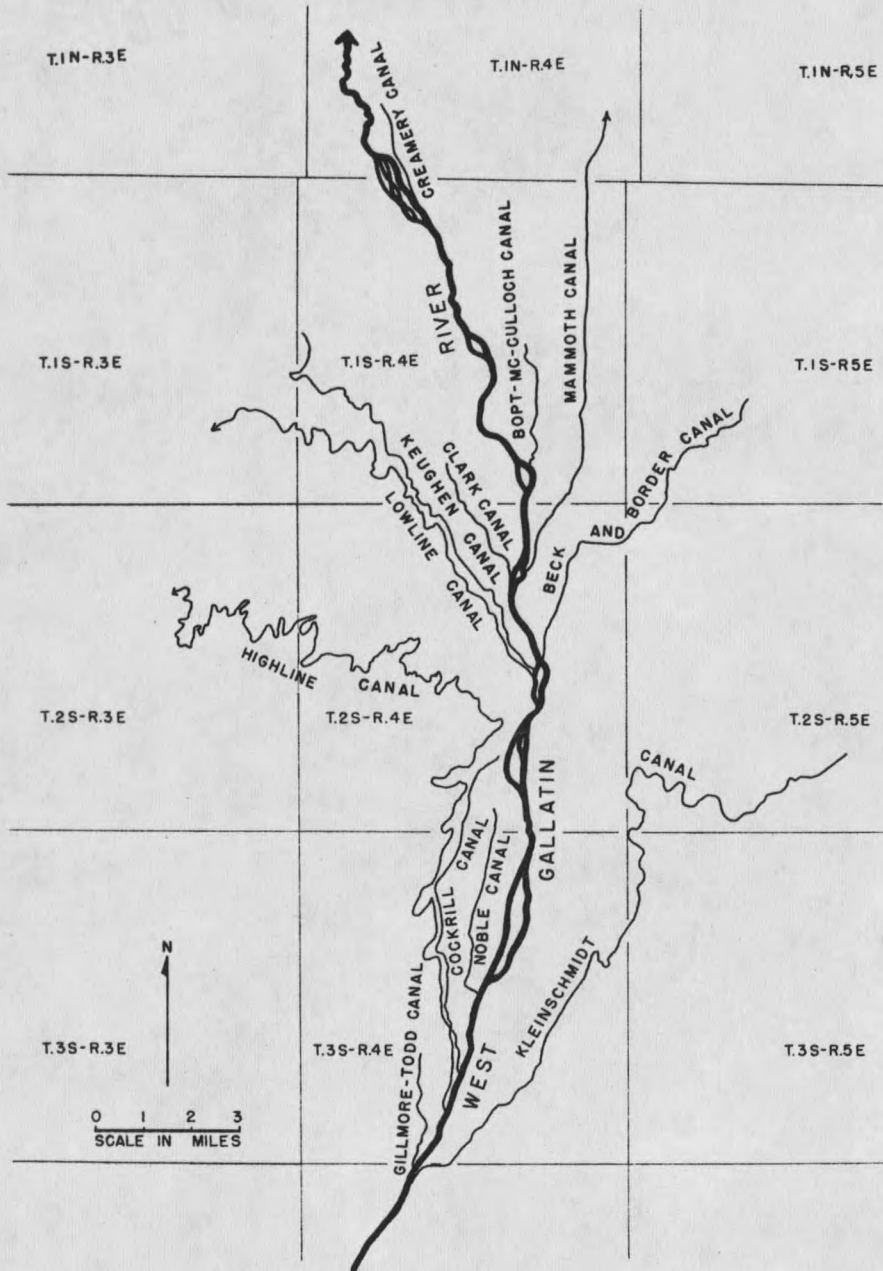 T.1N-R.3E
T.1N-R.4E
T.1N-R.5E
CREAMERY CANAL
RIVER
BOPT-MC-CULLOCH CANAL
MAMMOTH CANAL
T.1S-R.3E
T.1S-R.4E
T.1S-R.5E
CLARK CANAL
KEUGHEN CANAL
LOWLINE CANAL
BECK AND BORDER CANAL
HIGHLINE CANAL
T.2S-R.3E
T.2S-R.4E
T.2S-R.5E
GALLATIN
CANAL
COCKRILL CANAL
NOBLE CANAL
KLEINSCHMIDT
N
GILLMORE-TODD CANAL
WEST
T.3S-R.3E
T.3S-R.4E
T.3S-R.5E
0 1 2 3
SCALE IN MILES